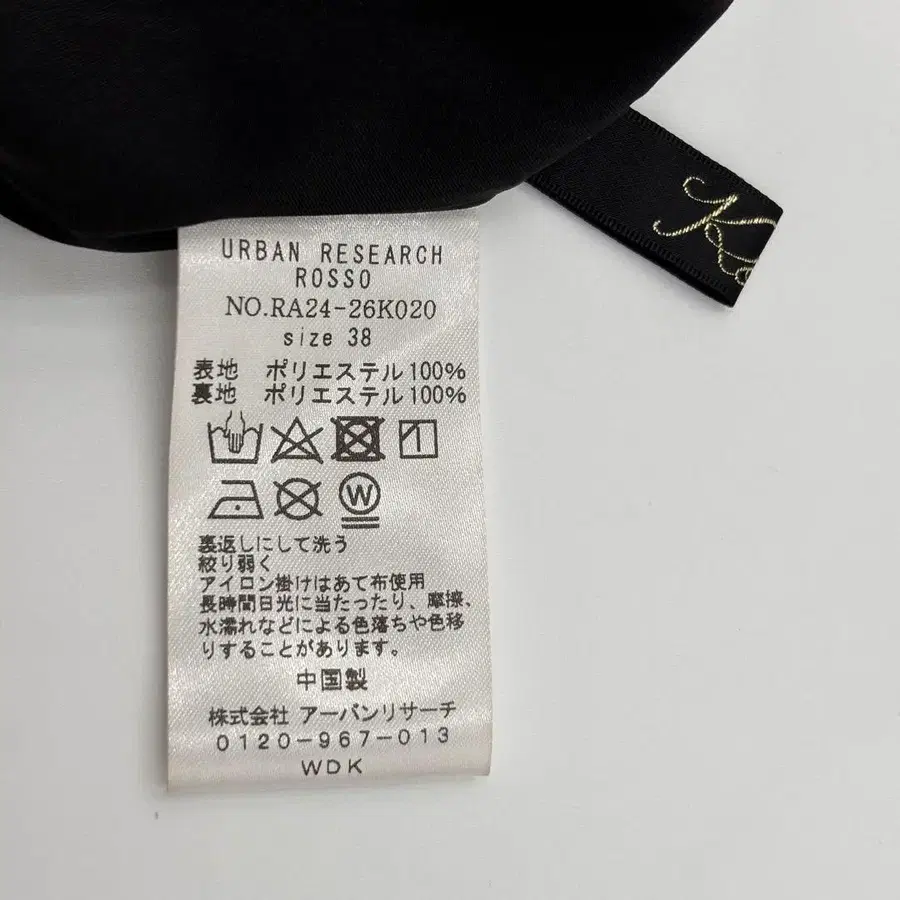 URBAN RESEARCH
ROSSO
NO.RA24-26K020
size 38
表地 ポリエステル100%
裏地 ポリエステル100%
W
裏返しにして洗う
絞り弱く
アイロン掛けはあて布使用
長時間日光に当たったり、摩擦、
水濡れなどによる色落ちや色移
りすることがあります。
中国製
株式会社 アーバンリサーチ
0120-967-013
WDK